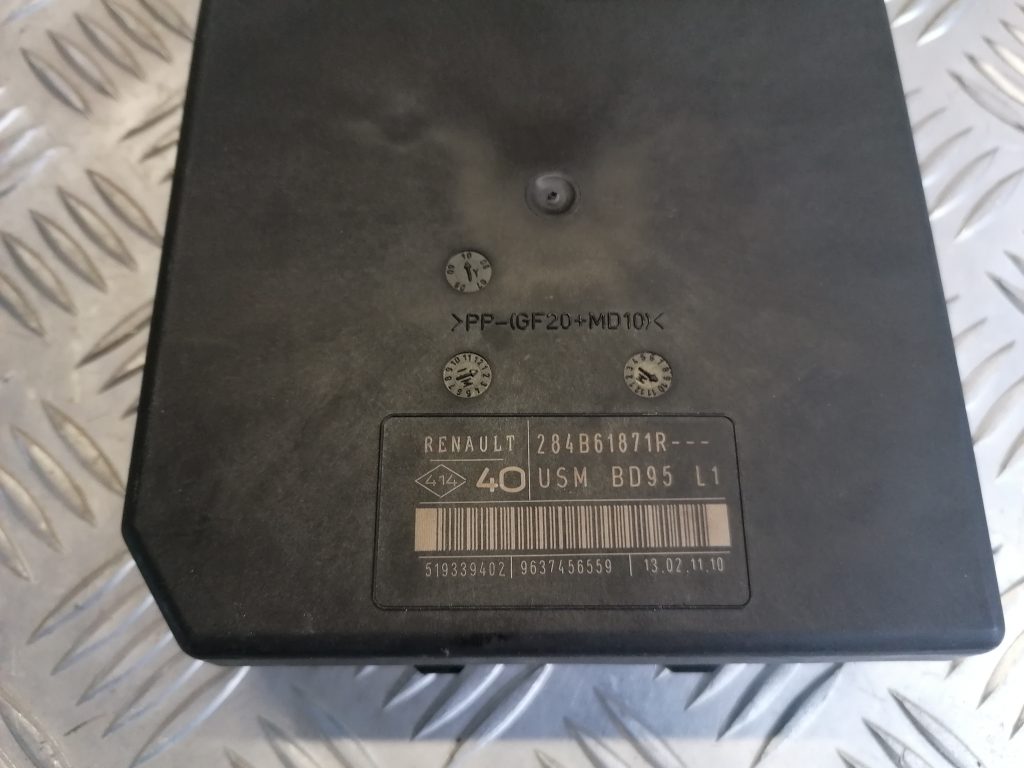 >PP-(GF20+MD10)<
RENAULT 284B61871R---
414 40 USM BD95 L1
519339402 9637456559 13.02.11.10